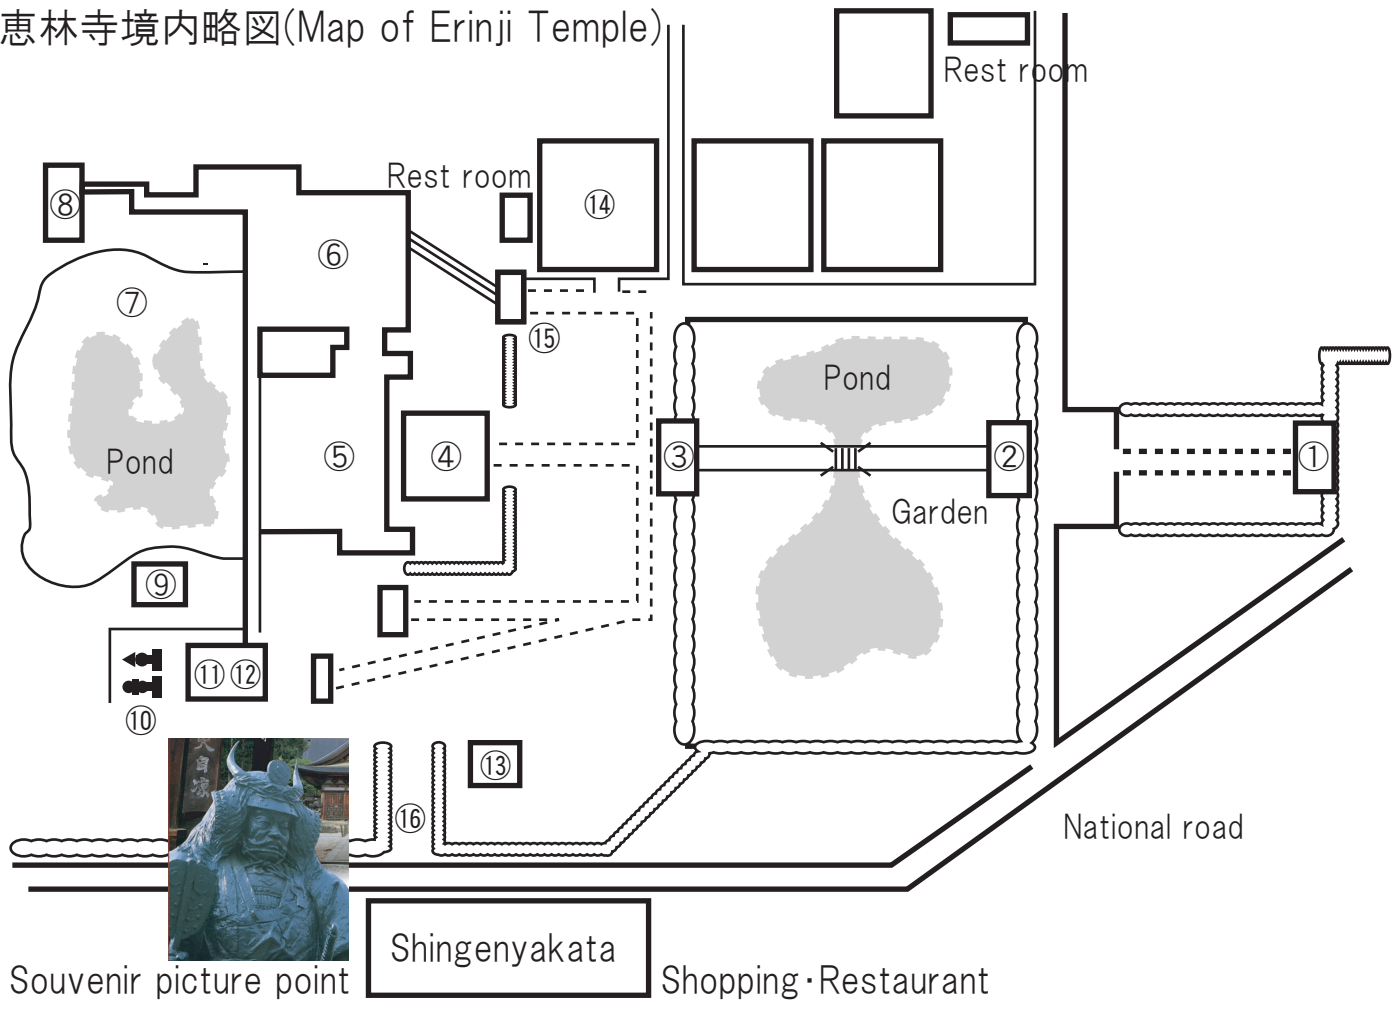 恵林寺境内略図(Map of Erinji Temple)
Rest room
Rest room
⑧
⑭
⑥
⑦
⑮
Pond
③
②
①
④
⑤
Pond
Garden
⑨
⑪ ⑫
⑩
⑬
⑯
National road
Shingenyakata
Souvenir picture point
Shopping・Restaurant